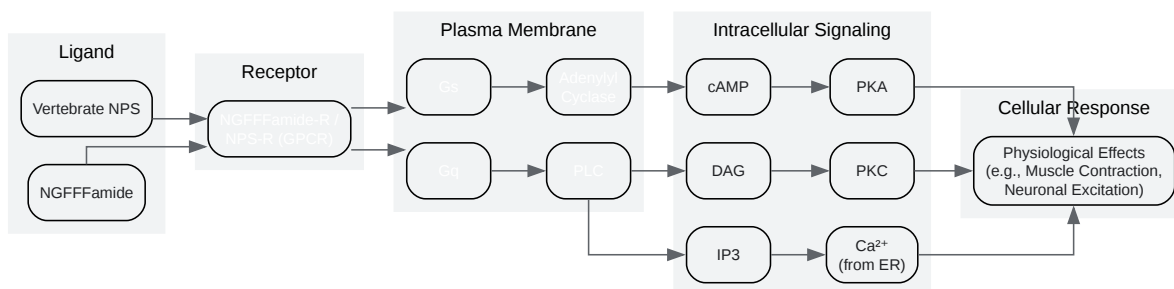 Ligand
Vertebrate NPS
NGFFFamide
Receptor
NGFFFamide-R /
NPS-R (GPCR)
Plasma Membrane
Gs
Adenylyl
Cyclase
Gq
PLC
Intracellular Signaling
cAMP
PKA
DAG
PKC
IP3
Ca²⁺
(from ER)
Cellular Response
Physiological Effects
(e.g., Muscle Contraction,
Neuronal Excitation)